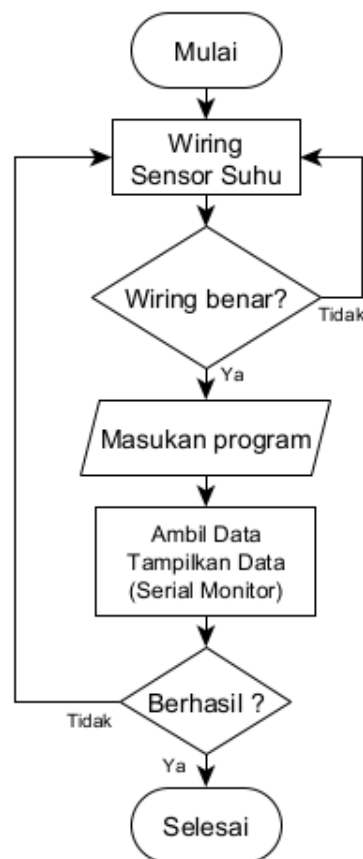 Mulai
Wiring
Sensor Suhu
Wiring benar?
Tidak
Ya
Masukan program
Ambil Data
Tampilkan Data
(Serial Monitor)
Berhasil ?
Tidak
Ya
Selesai